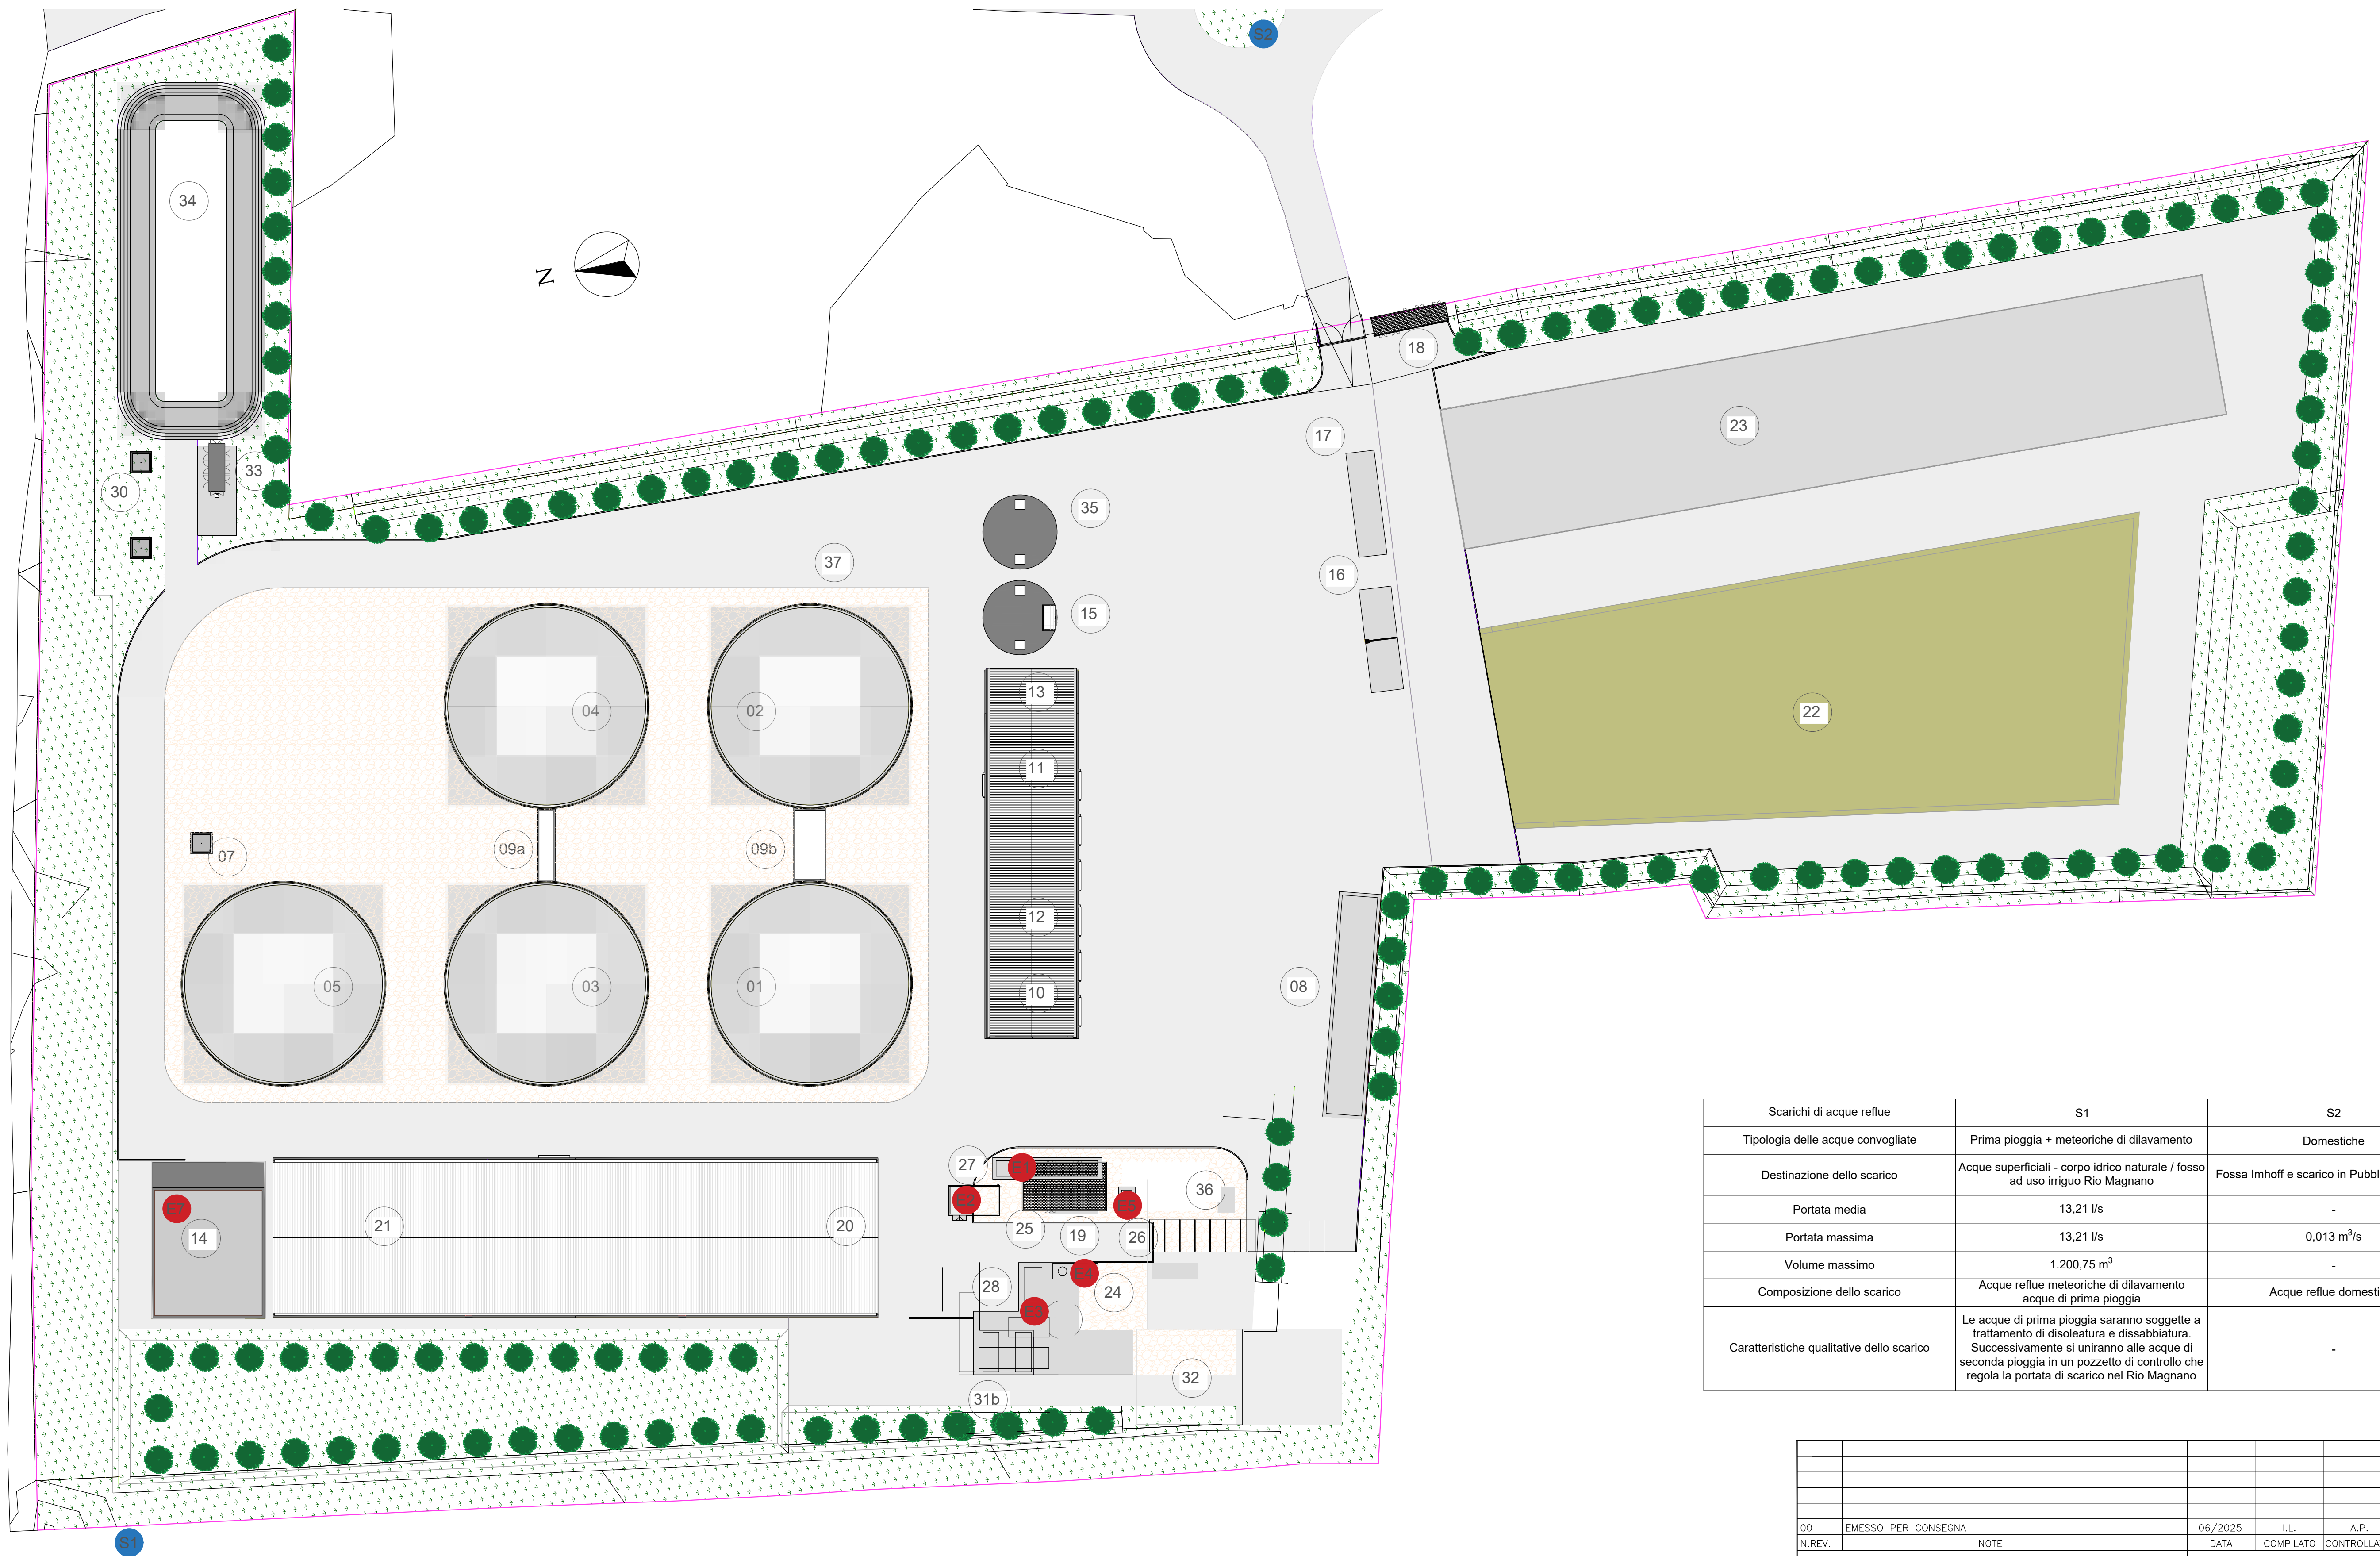 S2
34
N
18
23
17
33
30
35
37
16
15
13
04
02
22
11
09a
09b
07
12
05
03
01
10
08
27
E1
E2
36
E5
E7
25
19
26
14
21
20
E4
28
24
E3
32
31b
S1
Scarichi di acque reflue S1 S2
Tipologia delle acque convogliate Prima pioggia + meteoriche di dilavamento Domestiche
Destinazione dello scarico Acque superficiali - corpo idrico naturale / fosso ad uso irriguo Rio Magnano Fossa Imhoff e scarico in Pubbl
Portata media 13,21 l/s -
Portata massima 13,21 l/s 0,013 m³/s
Volume massimo 1.200,75 m³ -
Composizione dello scarico Acque reflue meteoriche di dilavamento acque di prima pioggia Acque reflue domesti
Caratteristiche qualitative dello scarico Le acque di prima pioggia saranno soggette a
trattamento di disoleatura e dissabbiatura.
Successivamente si uniranno alle acque di
seconda pioggia in un pozzetto di controllo che
regola la portata di scarico nel Rio Magnano -
00 EMESSO PER CONSEGNA 06/2025 I.L. A.P.
N.REV. NOTE DATA COMPILATO CONTROLLA